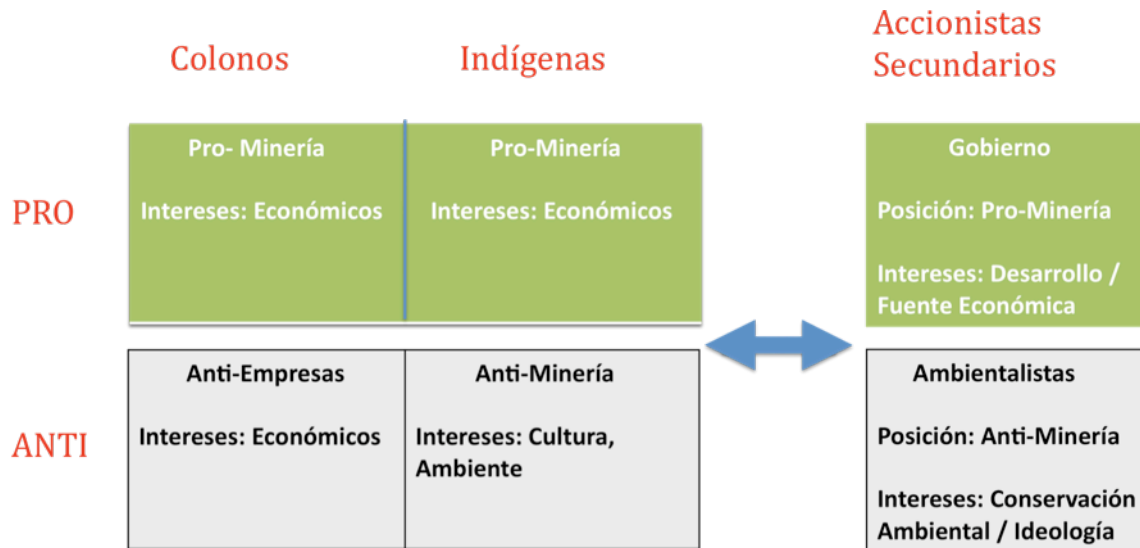 Colonos
Indígenas
Accionistas
Secundarios
PRO
Pro- Minería
Intereses: Económicos
Pro-Minería
Intereses: Económicos
Gobierno
Posición: Pro-Minería
Intereses: Desarrollo /
Fuente Económica
ANTI
Anti-Empresas
Intereses: Económicos
Anti-Minería
Intereses: Cultura,
Ambiente
Ambientalistas
Posición: Anti-Minería
Intereses: Conservación
Ambiental / Ideología